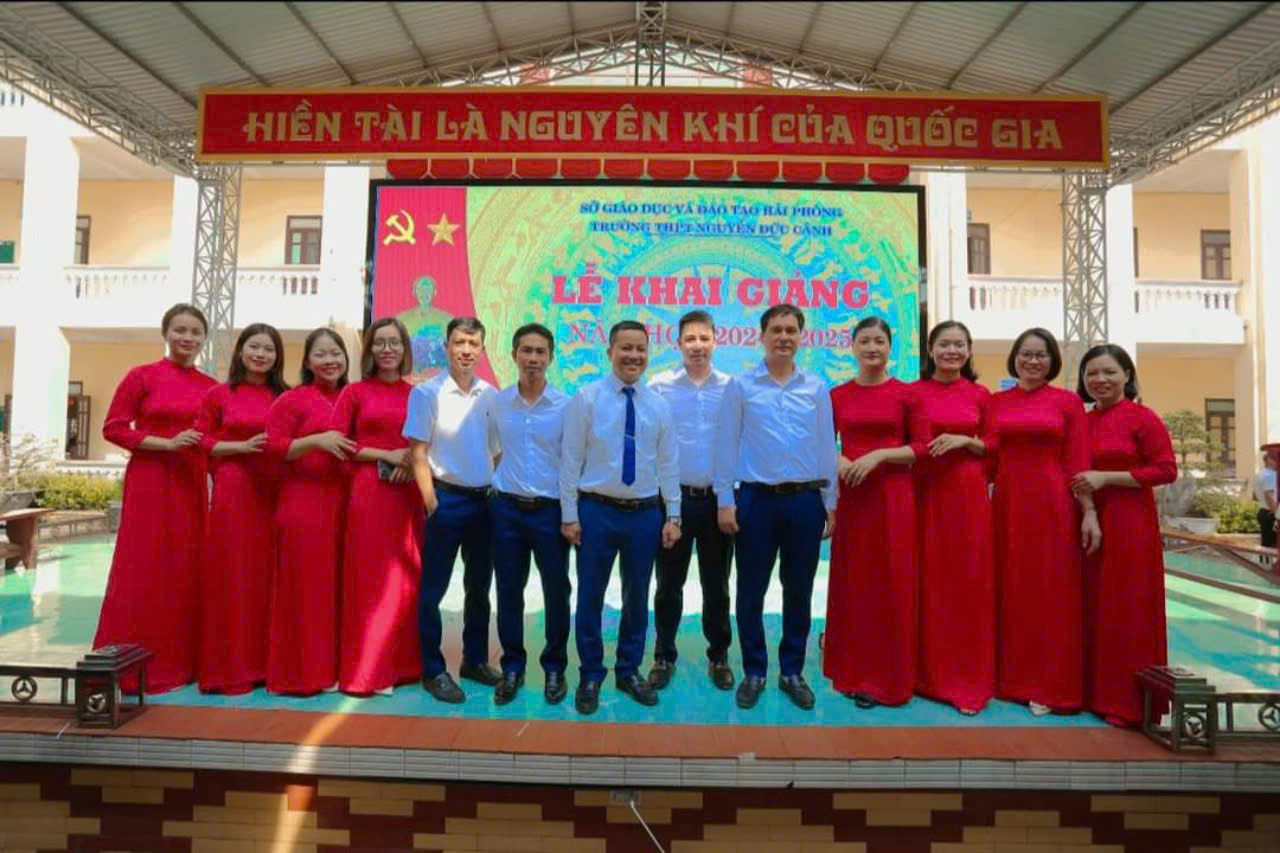 HIỀN TÀI LÀ NGUYÊN KHÍ CỦA QUỐC GIA
SỞ GIÁO DỤC VÀ ĐÀO TẠO HẢI PHÒNG
TRƯỜNG THPT NGUYỄN ĐỨC CẢNH
LỄ KHAI GIẢNG
2025